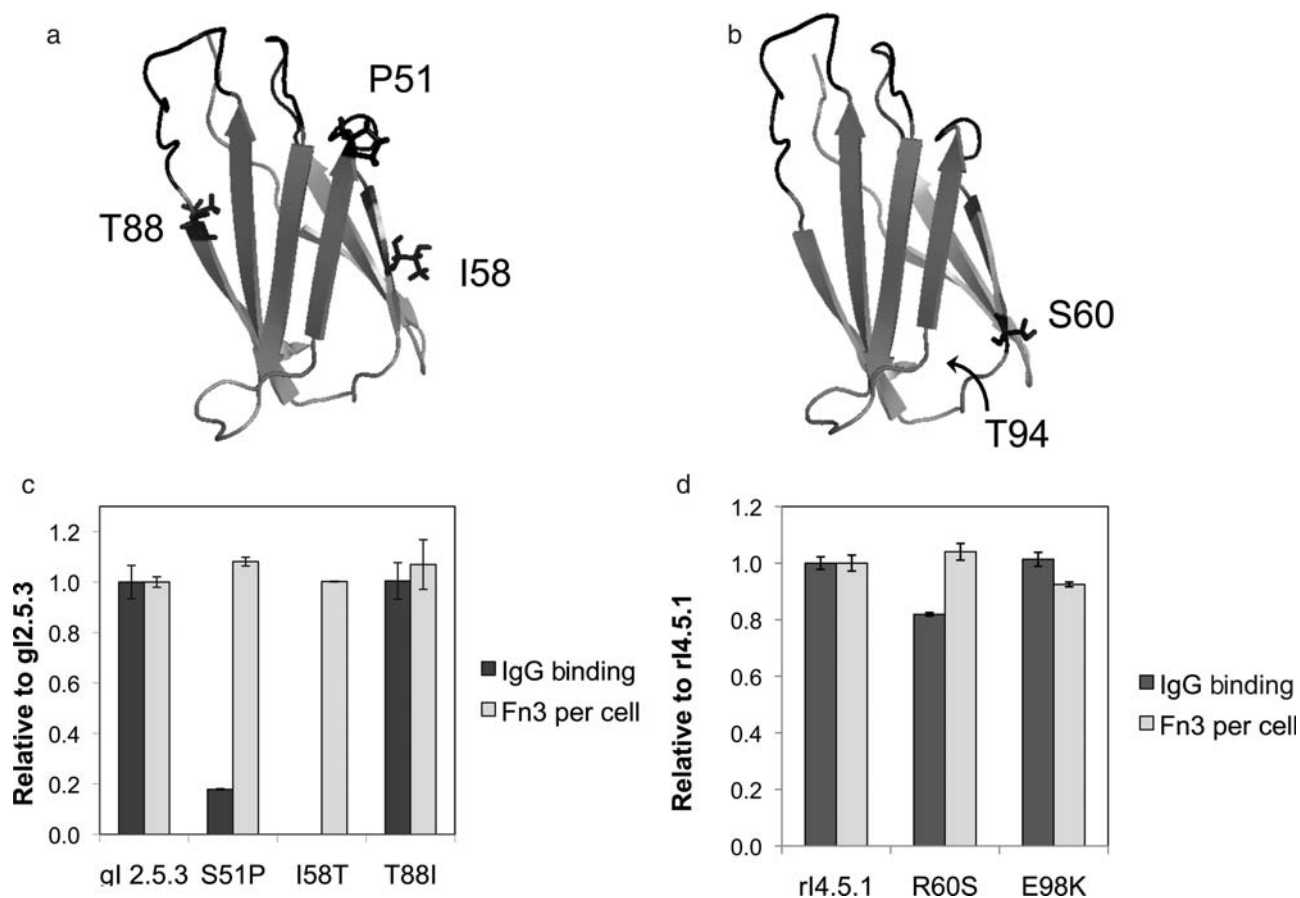 a
P51
T88
I58
b
S60
T94
c
1.2
1.0
0.8
0.6
0.4
0.2
0.0
Relative to gI2.5.3
gI 2.5.3 S51P I58T T88I
IgG binding
Fn3 per cell
d
1.2
1.0
0.8
0.6
0.4
0.2
0.0
Relative to rI4.5.1
rI4.5.1 R60S E98K
IgG binding
Fn3 per cell